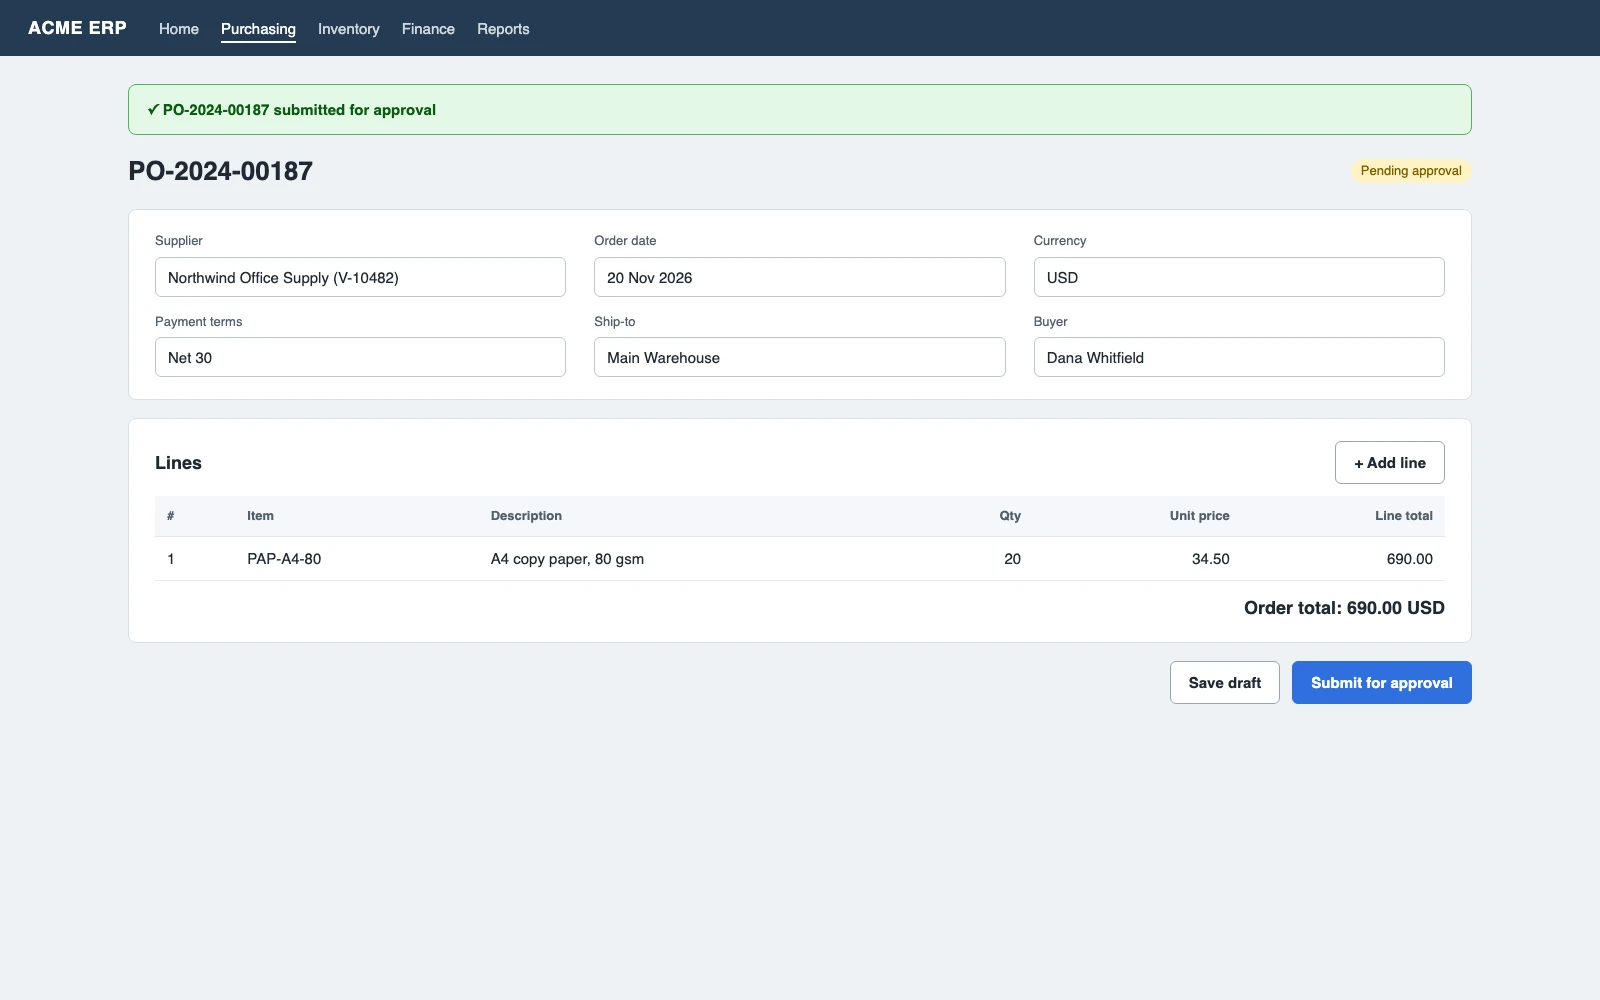 ACME ERP Home Purchasing Inventory Finance Reports
✓ PO-2024-00187 submitted for approval
PO-2024-00187 Pending approval
Supplier Order date Currency
Northwind Office Supply (V-10482) 20 Nov 2026 USD
Payment terms Ship-to Buyer
Net 30 Main Warehouse Dana Whitfield
Lines + Add line
# Item Description Qty Unit price Line total
1 PAP-A4-80 A4 copy paper, 80 gsm 20 34.50 690.00
Order total: 690.00 USD
Save draft Submit for approval